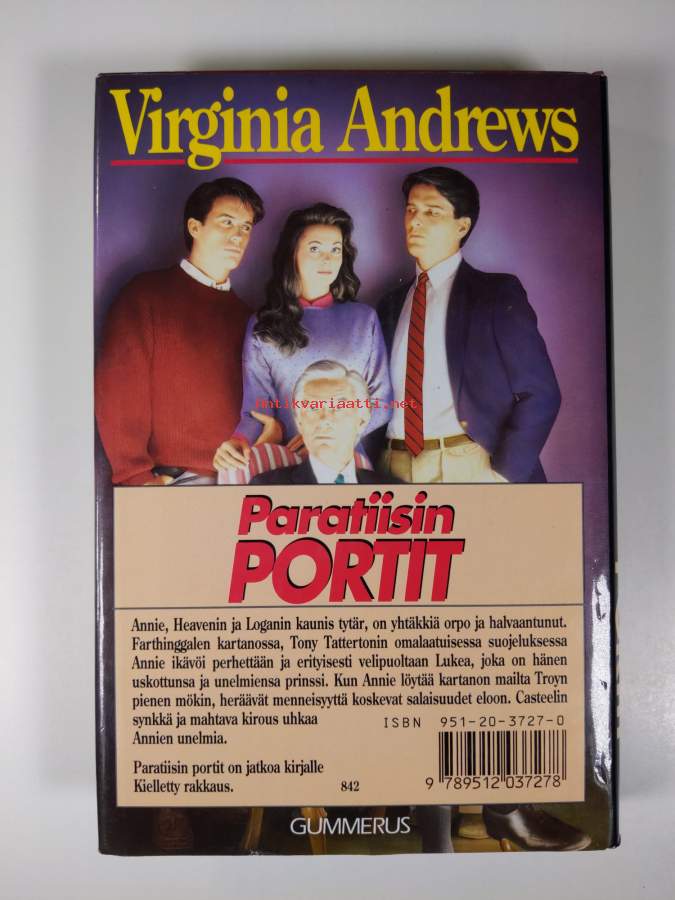 Virginia Andrews
Antikvariaatti.net
Paratiisin
PORTIT
Annie, Heavenin ja Loganin kaunis tytär, on yhtäkkiä orpo ja halvaantunut.
Farthinggalen kartanossa, Tony Tattertonin omalaatuisessa suojeluksessa
Annie ikävöi perhettään ja erityisesti velipuoltaan Lukea, joka on hänen
uskottunsa ja unelmiensa prinssi. Kun Annie löytää kartanon mailta Troyn
pienen mökin, heräävät menneisyyttä koskevat salaisuudet eloon. Casteelin
synkkä ja mahtava kirous uhkaa
Annien unelmia.
ISBN 951-20-3727-0
Paratiisin portit on jatkoa kirjalle
Kielletty rakkaus.
842
9 789512 037278
GUMMERUS